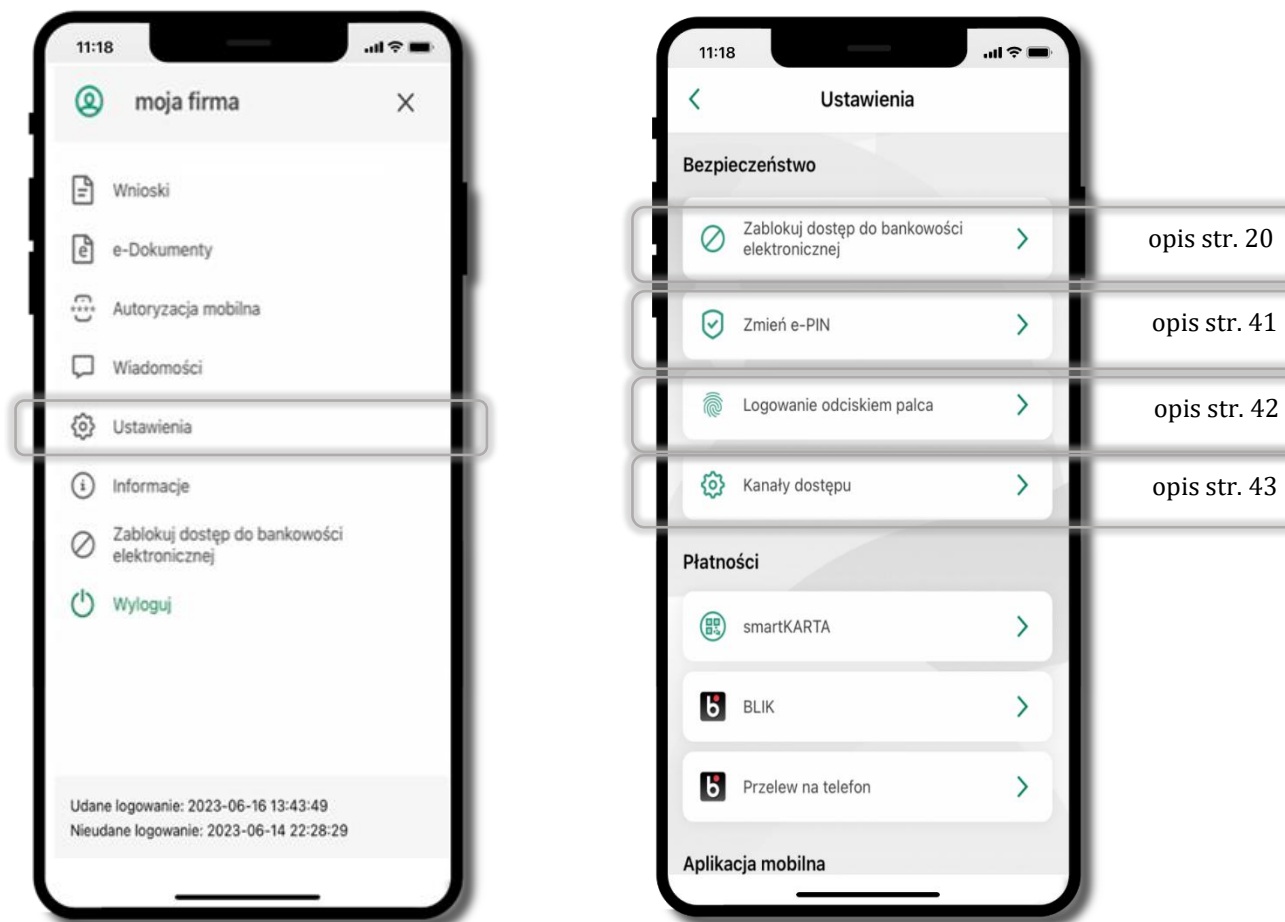 11:18
moja firma
Wnioski
e-Dokumenty
Autoryzacja mobilna
Wiadomości
Ustawienia
Informacje
Zablokuj dostęp do bankowości
elektronicznej
Wyloguj
Udane logowanie: 2023-06-16 13:43:49
Nieudane logowanie: 2023-06-14 22:28:29
11:18
Ustawienia
Bezpieczeństwo
Zablokuj dostęp do bankowości
elektronicznej
opis str. 20
Zmień e-PIN
opis str. 41
Logowanie odciskiem palca
opis str. 42
Kanały dostępu
opis str. 43
Płatności
smartKARTA
BLIK
Przelew na telefon
Aplikacja mobilna